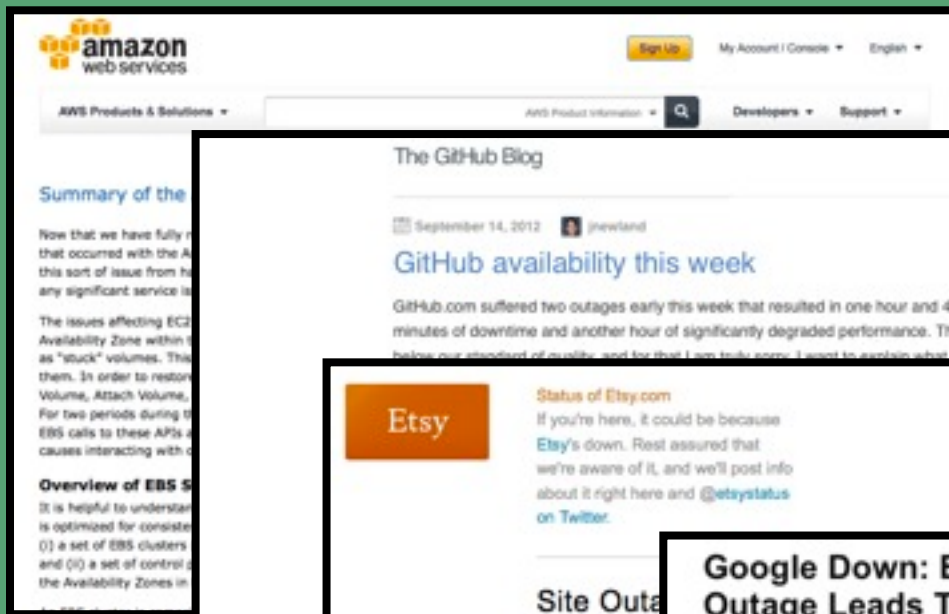 amazon
web services
Sign Up
My Account / Console
English
AWS Products & Solutions
AWS Product Information
Developers
Support
Summary of the
Now that we have fully
that occurred with the
this sort of issue from
any significant service
The issues affecting EC2
Availability Zone within
as "stuck" volumes. This
them. In order to restore
Volume, Attach Volume,
For two periods during
EBS calls to these APIs
causes interacting with
Overview of EBS S
It is helpful to
is optimized for
(i) a set of EBS clusters
and (ii) a set of control
the Availability Zones in
The GitHub Blog
September 14, 2012 jnewland
GitHub availability this week
GitHub.com suffered two outages early this week that resulted in one hour and 4
minutes of downtime and another hour of significantly degraded performance. Th
below our standard of quality, and for that I am truly sorry. I want to explain what
Etsy
Status of Etsy.com
If you're here, it could be because
Etsy's down. Rest assured that
we're aware of it, and we'll post info
about it right here and @etsystatus
on Twitter.
Site Outa
Google Down: E
Outage Leads T